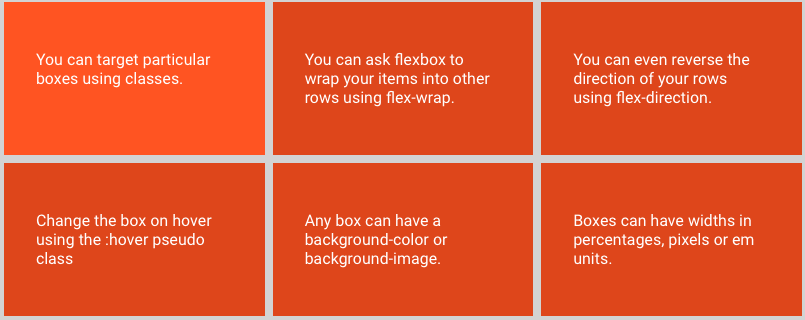 You can target particular
boxes using classes.
You can ask flexbox to
wrap your items into other
rows using flex-wrap.
You can even reverse the
direction of your rows
using flex-direction.
Change the box on hover
using the :hover pseudo
class
Any box can have a
background-color or
background-image.
Boxes can have widths in
percentages, pixels or em
units.